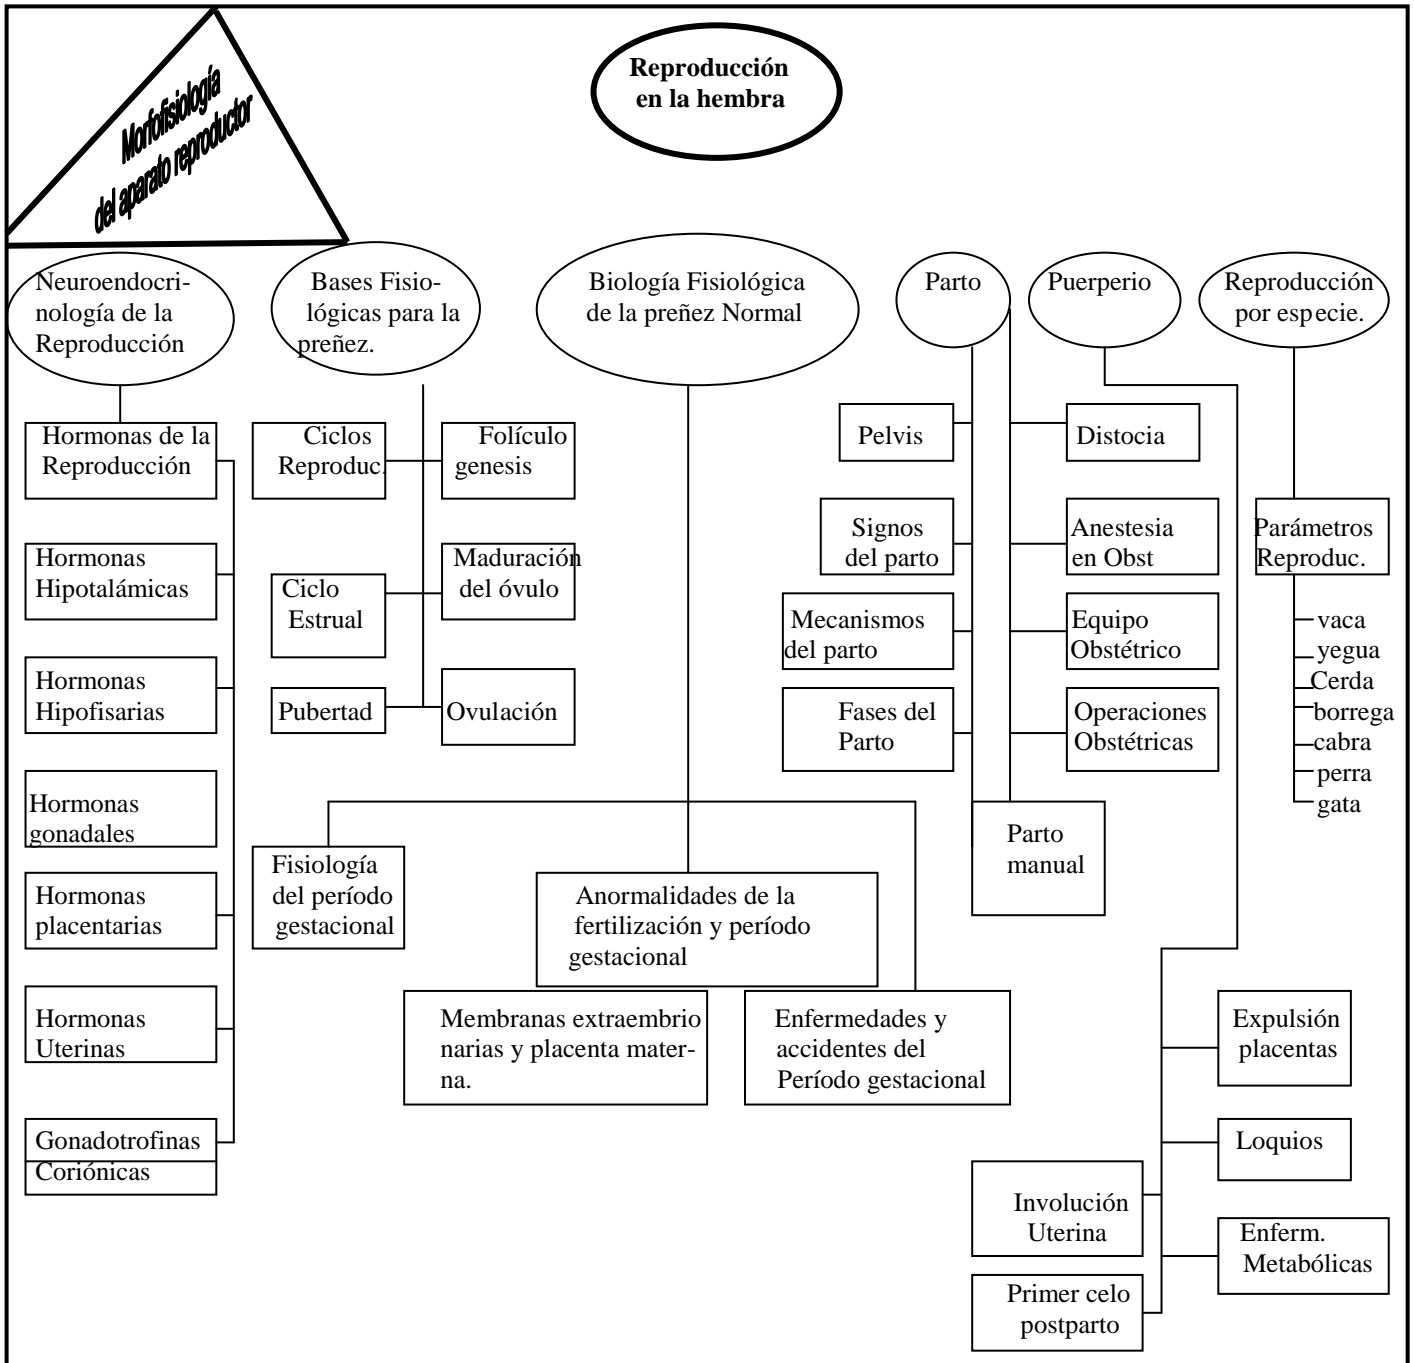 Morfofisiología
del aparato reproductor
Reproducción
en la hembra
Neuroendocri-
nología de la
Reproducción
Bases Fisio-
lógicas para la
preñez.
Biología Fisiológica
de la preñez Normal
Parto
Puerperio
Reproducción
por especie.
Hormonas de la
Reproducción
Hormonas
Hipotalámicas
Hormonas
Hipofisarias
Hormonas
gonadales
Hormonas
placentarias
Hormonas
Uterinas
Gonadotrofinas
Coriónicas
Ciclos
Reproduc.
Folículo
genesis
Ciclo
Estrual
Maduración
del óvulo
Pubertad
Ovulación
Fisiología
del período
gestacional
Anormalidades de la
fertilización y período
gestacional
Membranas extraembrio
narias y placenta mater-
na.
Enfermedades y
accidentes del
Período gestacional
Pelvis
Distocia
Signos
del parto
Anestesia
en Obst
Mecanismos
del parto
Equipo
Obstétrico
Fases del
Parto
Operaciones
Obstétricas
Parto
manual
Parámetros
Reproduc.
vaca
yegua
Cerda
borrega
cabra
perra
gata
Expulsión
placentas
Loquios
Involución
Uterina
Enferm.
Metabólicas
Primer celo
postparto